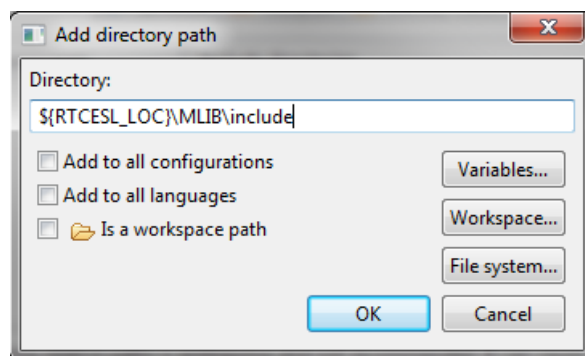 Add directory path
Directory:
${RTCESL_LOC}\MLIB\include
Add to all configurations
Variables...
Add to all languages
Workspace...
Is a workspace path
File system...
OK
Cancel